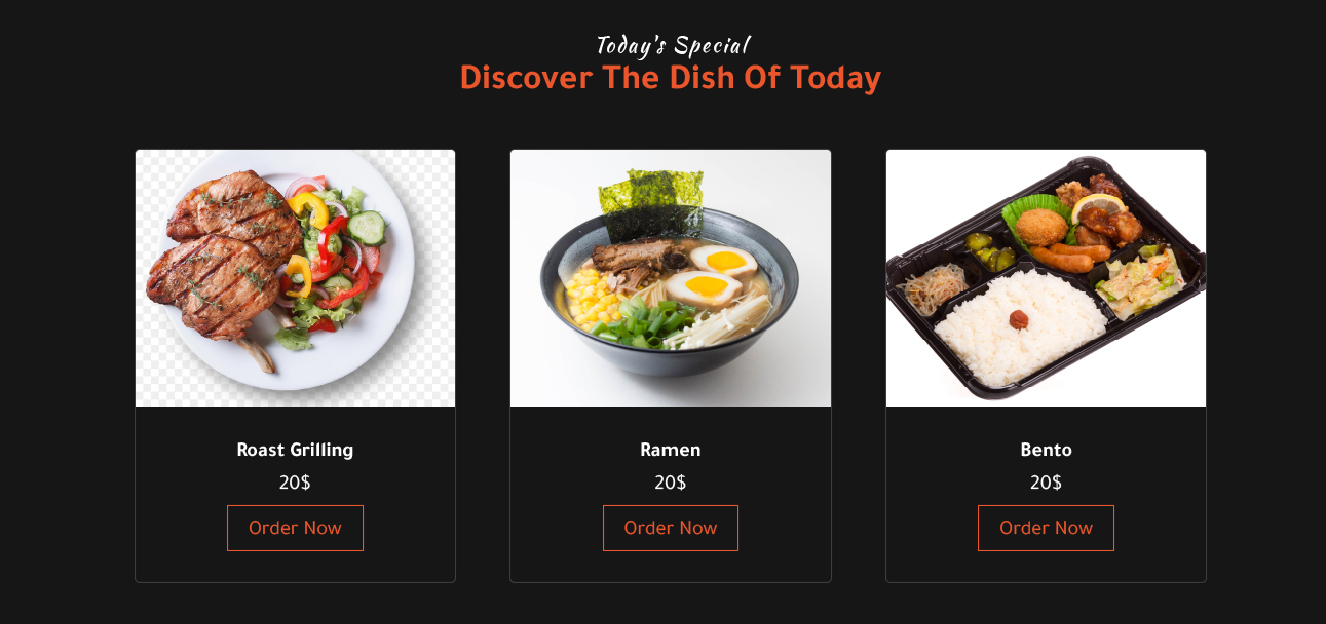 Today's Special
Discover The Dish Of Today
Roast Grilling
20$
Order Now
Ramen
20$
Order Now
Bento
20$
Order Now